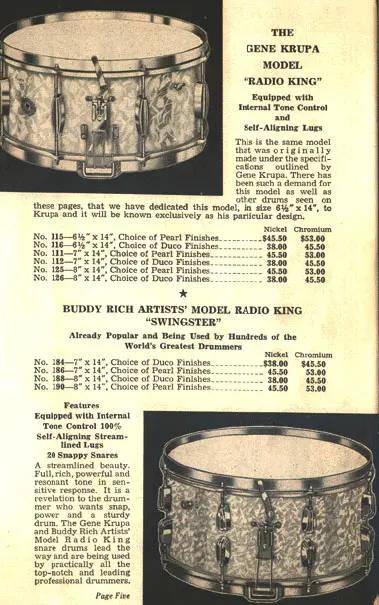 THE
GENE KRUPA
MODEL
"RADIO KING"
Equipped with
Internal Tone Control
and
Self-Aligning Lugs
This is the same model
that was originally
made under the specifi-
cations outlined by
Gene Krupa. There has
been such a demand for
this model as well as
other drums seen on
these pages, that we have dedicated this model, in size 6½" x 14", to
Krupa and it will be known exclusively as his paricular design.
Nickel Chromium
No. 115—6½" x 14", Choice of Pearl Finishes $45.50 $53.00
No. 116—6½" x 14", Choice of Duco Finishes 38.00 45.50
No. 111—7" x 14", Choice of Pearl Finishes 45.50 53.00
No. 112—7" x 14", Choice of Duco Finishes 38.00 45.50
No. 125—8" x 14", Choice of Pearl Finishes 45.50 53.00
No. 126—8" x 14", Choice of Duco Finishes 38.00 45.50
★
BUDDY RICH ARTISTS' MODEL RADIO KING
"SWINGSTER"
Already Popular and Being Used by Hundreds of the
World's Greatest Drummers
Nickel Chromium
No. 184—7" x 14", Choice of Duco Finishes $38.00 $45.50
No. 186—7" x 14", Choice of Pearl Finishes 45.50 53.00
No. 188—8" x 14", Choice of Duco Finishes 38.00 45.50
No. 190—8" x 14", Choice of Pearl Finishes 45.50 53.00
Features
Equipped with Internal
Tone Control 100%
Self-Aligning Stream-
lined Lugs
20 Snappy Snares
A streamlined beauty.
Full, rich, powerful and
resonant tone in sen-
sitive response. It is a
revelation to the drum-
mer who wants snap,
power and a sturdy
drum. The Gene Krupa
and Buddy Rich Artists'
Model Radio King
snare drums lead the
way and are being used
by practically all the
top-notch and leading
professional drummers.
Page Five